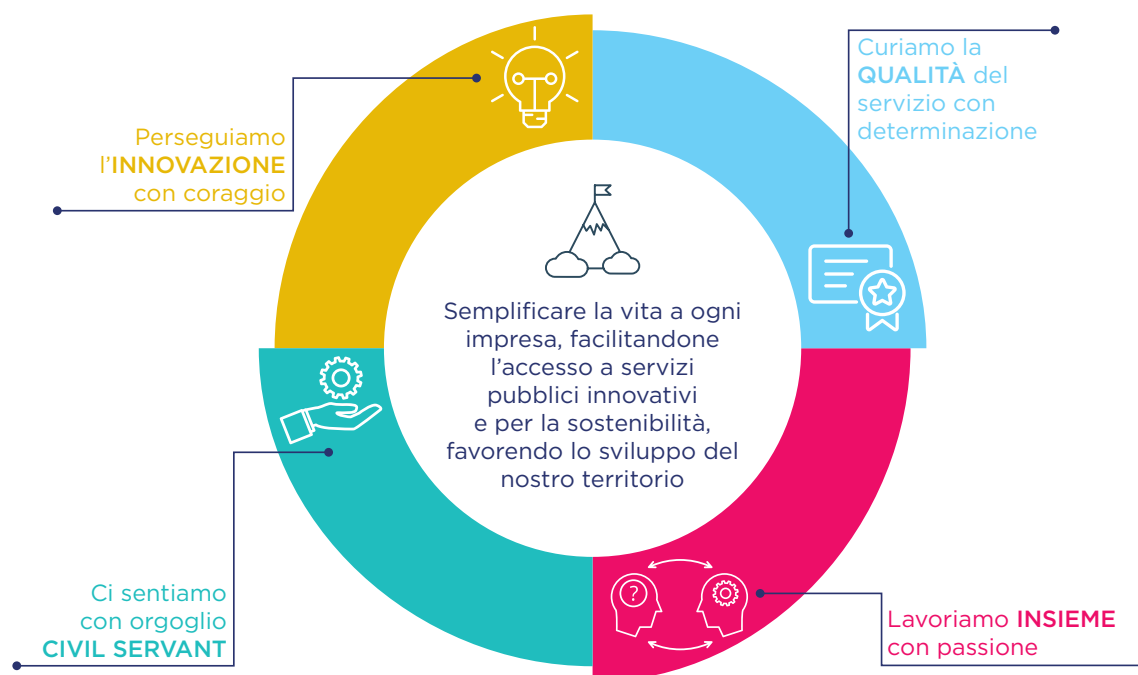 Curiamo la
QUALITÀ del
servizio con
determinazione
Perseguiamo
l'INNOVAZIONE
con coraggio
Semplificare la vita a ogni
impresa, facilitandone
l'accesso a servizi
pubblici innovativi
e per la sostenibilità,
favorendo lo sviluppo del
nostro territorio
?
Ci sentiamo
con orgoglio
CIVIL SERVANT
Lavoriamo INSIEME
con passione